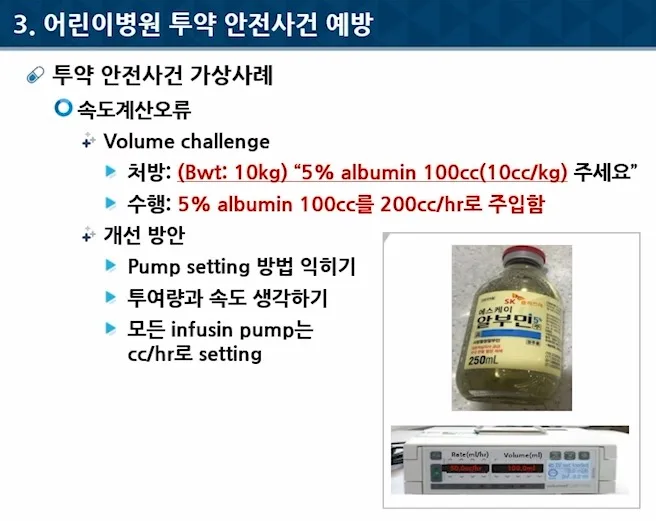 3. 어린이병원 투약 안전사건 예방
투약 안전사건 가상사례
속도계산오류
Volume challenge
처방: (Bwt: 10kg) “5% albumin 100cc(10cc/kg) 주세요”
수행: 5% albumin 100cc를 200cc/hr로 주입함
개선 방안
Pump setting 방법 익히기
투여량과 속도 생각하기
모든 infusin pump는
cc/hr로 setting
SK
에스케이
알부민 5%
250mL
Rate(ml/hr) Volume(ml)
100.0ml